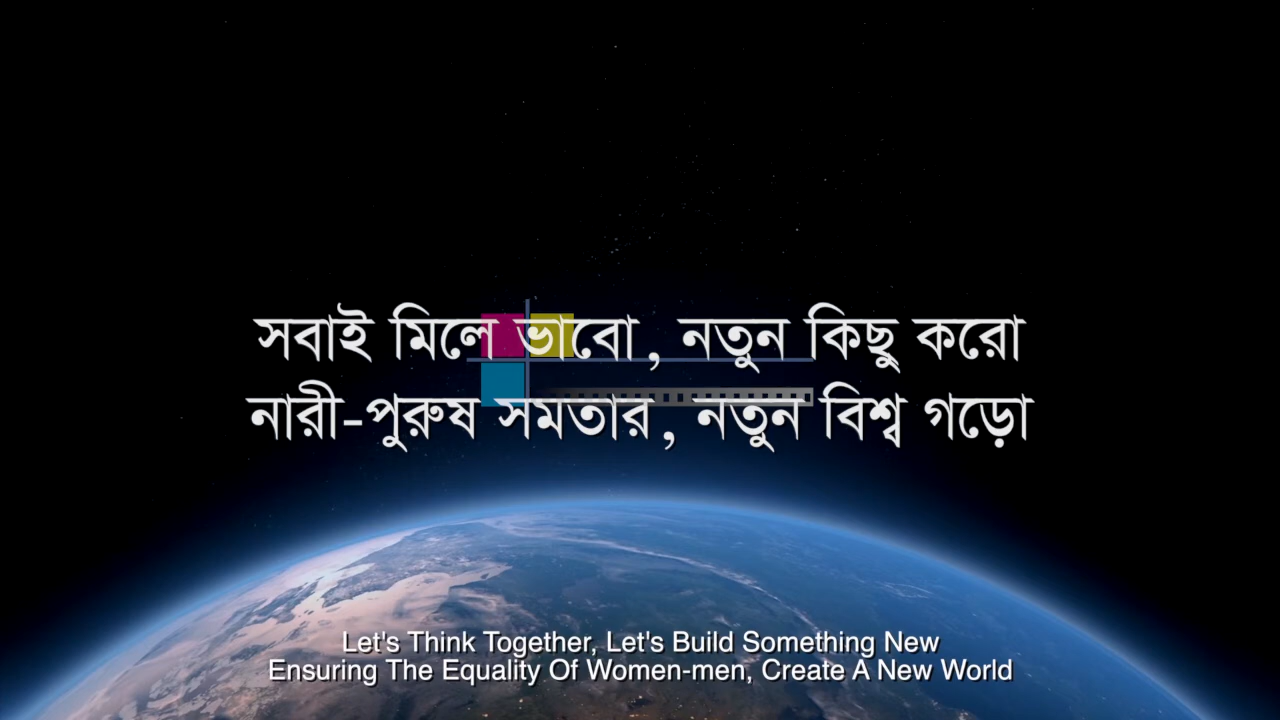 সবাই মিলে ভাবো, নতুন কিছু করো
নারী-পুরুষ সমতার, নতুন বিশ্ব গড়ো
Let's Think Together, Let's Build Something New
Ensuring The Equality Of Women-men, Create A New World